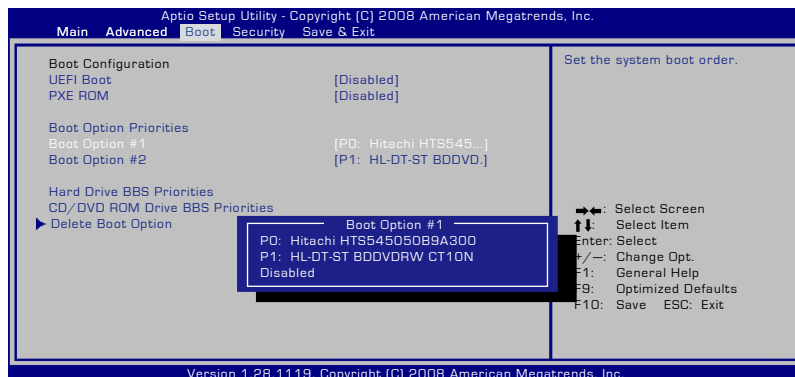 Aptio Setup Utility - Copyright (C) 2008 American Megatrends, Inc.
Main Advanced Boot Security Save & Exit
Boot Configuration
UEFI Boot [Disabled]
PXE ROM [Disabled]
Boot Option Priorities
Boot Option #1 [P0: Hitachi HTS545...]
Boot Option #2 [P1: HL-DT-ST BDDVD.]
Hard Drive BBS Priorities
CD/DVD ROM Drive BBS Priorities
Delete Boot Option
Boot Option #1
P0: Hitachi HTS545050B9A300
P1: HL-DT-ST BDDVDRW CT10N
Disabled
Set the system boot order.
→←: Select Screen
↑↓: Select Item
Enter: Select
+/—: Change Opt.
F1: General Help
F9: Optimized Defaults
F10: Save ESC: Exit
Version 1.28.1119. Copyright (C) 2008 American Megatrends, Inc.